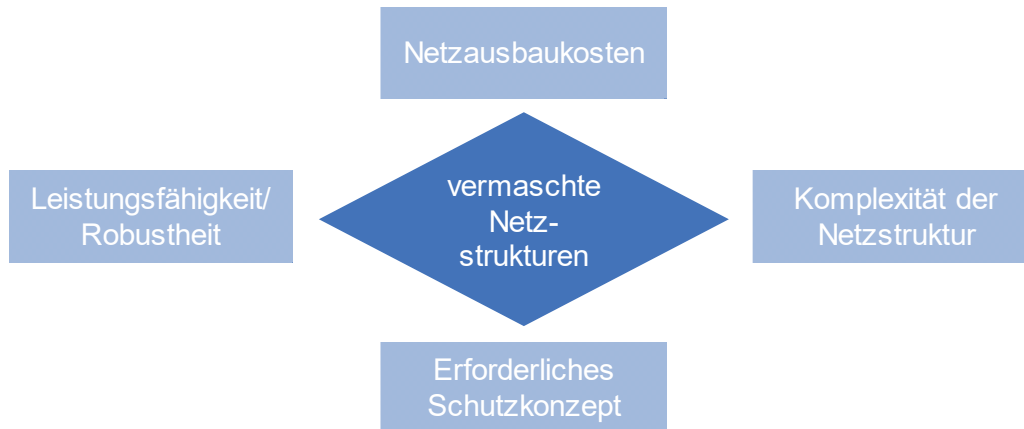 Netzausbaukosten
Leistungsfähigkeit/
Robustheit
vermaschte
Netz-
strukturen
Komplexität der
Netzstruktur
Erforderliches
Schutzkonzept